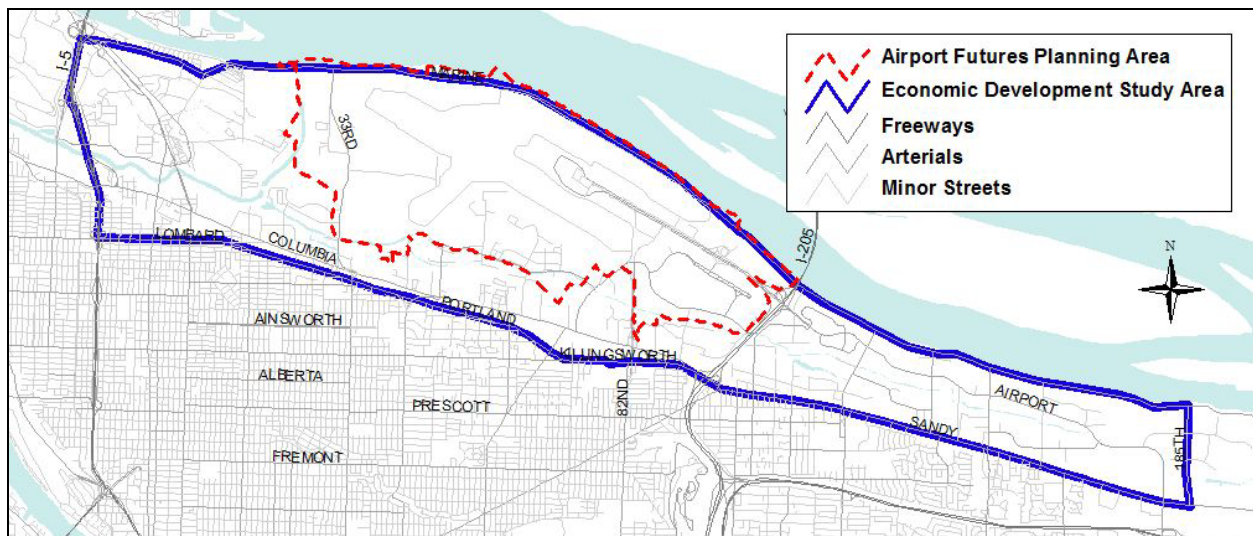 I-5
MARINE
33RD
LOMBARD
COLUMBIA
PORTLAND
AINSWORTH
KILLINGSWORTH
ALBERTA
PRESCOTT
82ND
FREMONT
I-205
SANDY
AIRPORT
185TH
N
Airport Futures Planning Area
Economic Development Study Area
Freeways
Arterials
Minor Streets